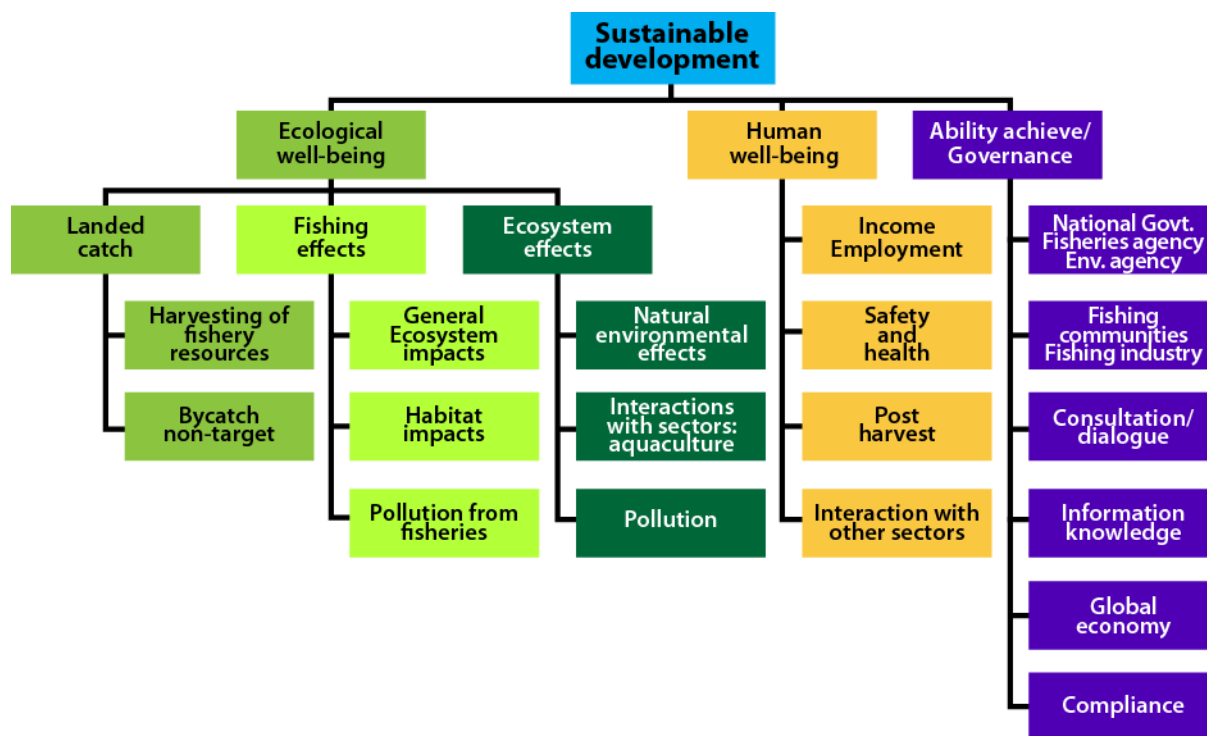 Sustainable
development
Ecological
well-being
Human
well-being
Ability achieve/
Governance
Landed
catch
Fishing
effects
Ecosystem
effects
Income
Employment
National Govt.
Fisheries agency
Env. agency
Harvesting of
fishery
resources
General
Ecosystem
impacts
Natural
environmental
effects
Safety
and
health
Fishing
communities
Fishing industry
Bycatch
non-target
Habitat
impacts
Interactions
with sectors:
aquaculture
Post
harvest
Consultation/
dialogue
Pollution from
fisheries
Pollution
Interaction with
other sectors
Information
knowledge
Global
economy
Compliance